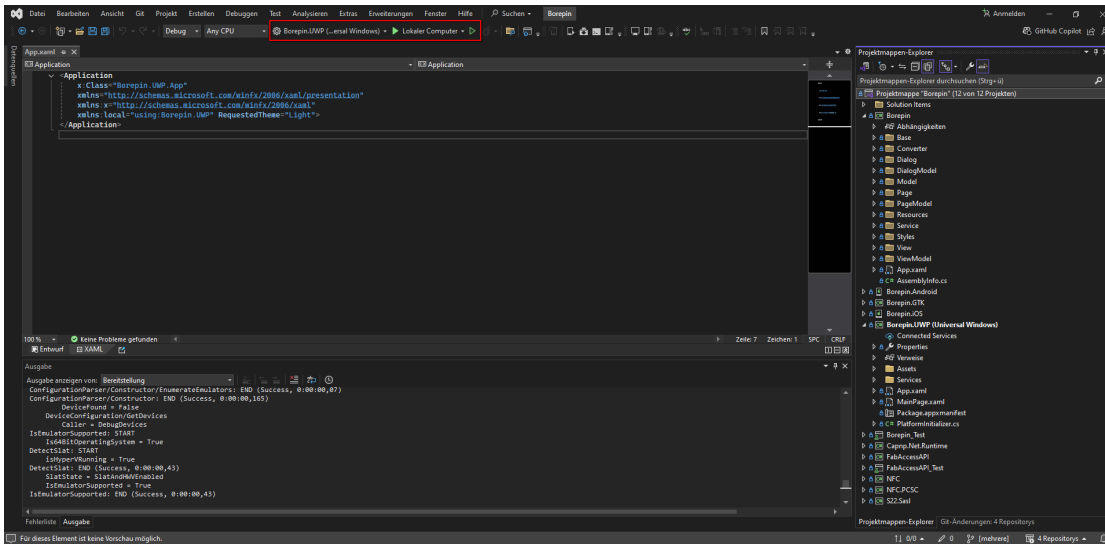 Datei Bearbeiten Ansicht Git Projekt Erstellen Debuggen Test Analysieren Extras Erweiterungen Fenster Hilfe Suchen Borepin Anmelden
Debug Any CPU Borepin.UWP (...ersal Windows) Lokaler Computer GitHub Copilot
Datenquellen
App.xaml
Application Application
<Application
x:Class="Borepin.UWP.App"
xmlns="http://schemas.microsoft.com/winfx/2006/xaml/presentation"
xmlns:x="http://schemas.microsoft.com/winfx/2006/xaml"
xmlns:local="using:Borepin.UWP" RequestedTheme="Light">
</Application>
100 % Keine Probleme gefunden Zeile: 7 Zeichen: 1 SPC CRLF
Entwurf XAML
Ausgabe
Ausgabe anzeigen von: Bereitstellung
ConfigurationParser/Constructor/EnumerateEmulators: END (Success, 0:00:00,07)
ConfigurationParser/Constructor: END (Success, 0:00:00,165)
DeviceFound = False
DeviceConfiguration/GetDevices
Caller = DebugDevices
IsEmulatorSupported: START
Is64BitOperatingSystem = True
DetectSlat: START
isHyperVRunning = True
DetectSlat: END (Success, 0:00:00,43)
SlatState = SlatAndHWVEnabled
IsEmulatorSupported = True
IsEmulatorSupported: END (Success, 0:00:00,43)
Fehlerliste Ausgabe
Projektmappen-Explorer
Projektmappen-Explorer durchsuchen (Strg+ü)
Projektmappe "Borepin" (12 von 12 Projekten)
Solution Items
Borepin
Abhängigkeiten
Base
Converter
Dialog
DialogModel
Model
Page
PageModel
Resources
Service
Styles
View
ViewModel
App.xaml
C# AssemblyInfo.cs
Borepin.Android
Borepin.GTK
Borepin.iOS
Borepin.UWP (Universal Windows)
Connected Services
Properties
Verweise
Assets
Services
App.xaml
MainPage.xaml
Package.appxmanifest
C# PlatformInitializer.cs
Borepin_Test
Capnp.Net.Runtime
FabAccessAPI
FabAccessAPI_Test
NFC
NFC.PCSC
S22.Sasl
Projektmappen-Explorer Git-Änderungen: 4 Repositorys
Für dieses Element ist keine Vorschau möglich. 0/0 0 [mehrere] 4 Repositorys